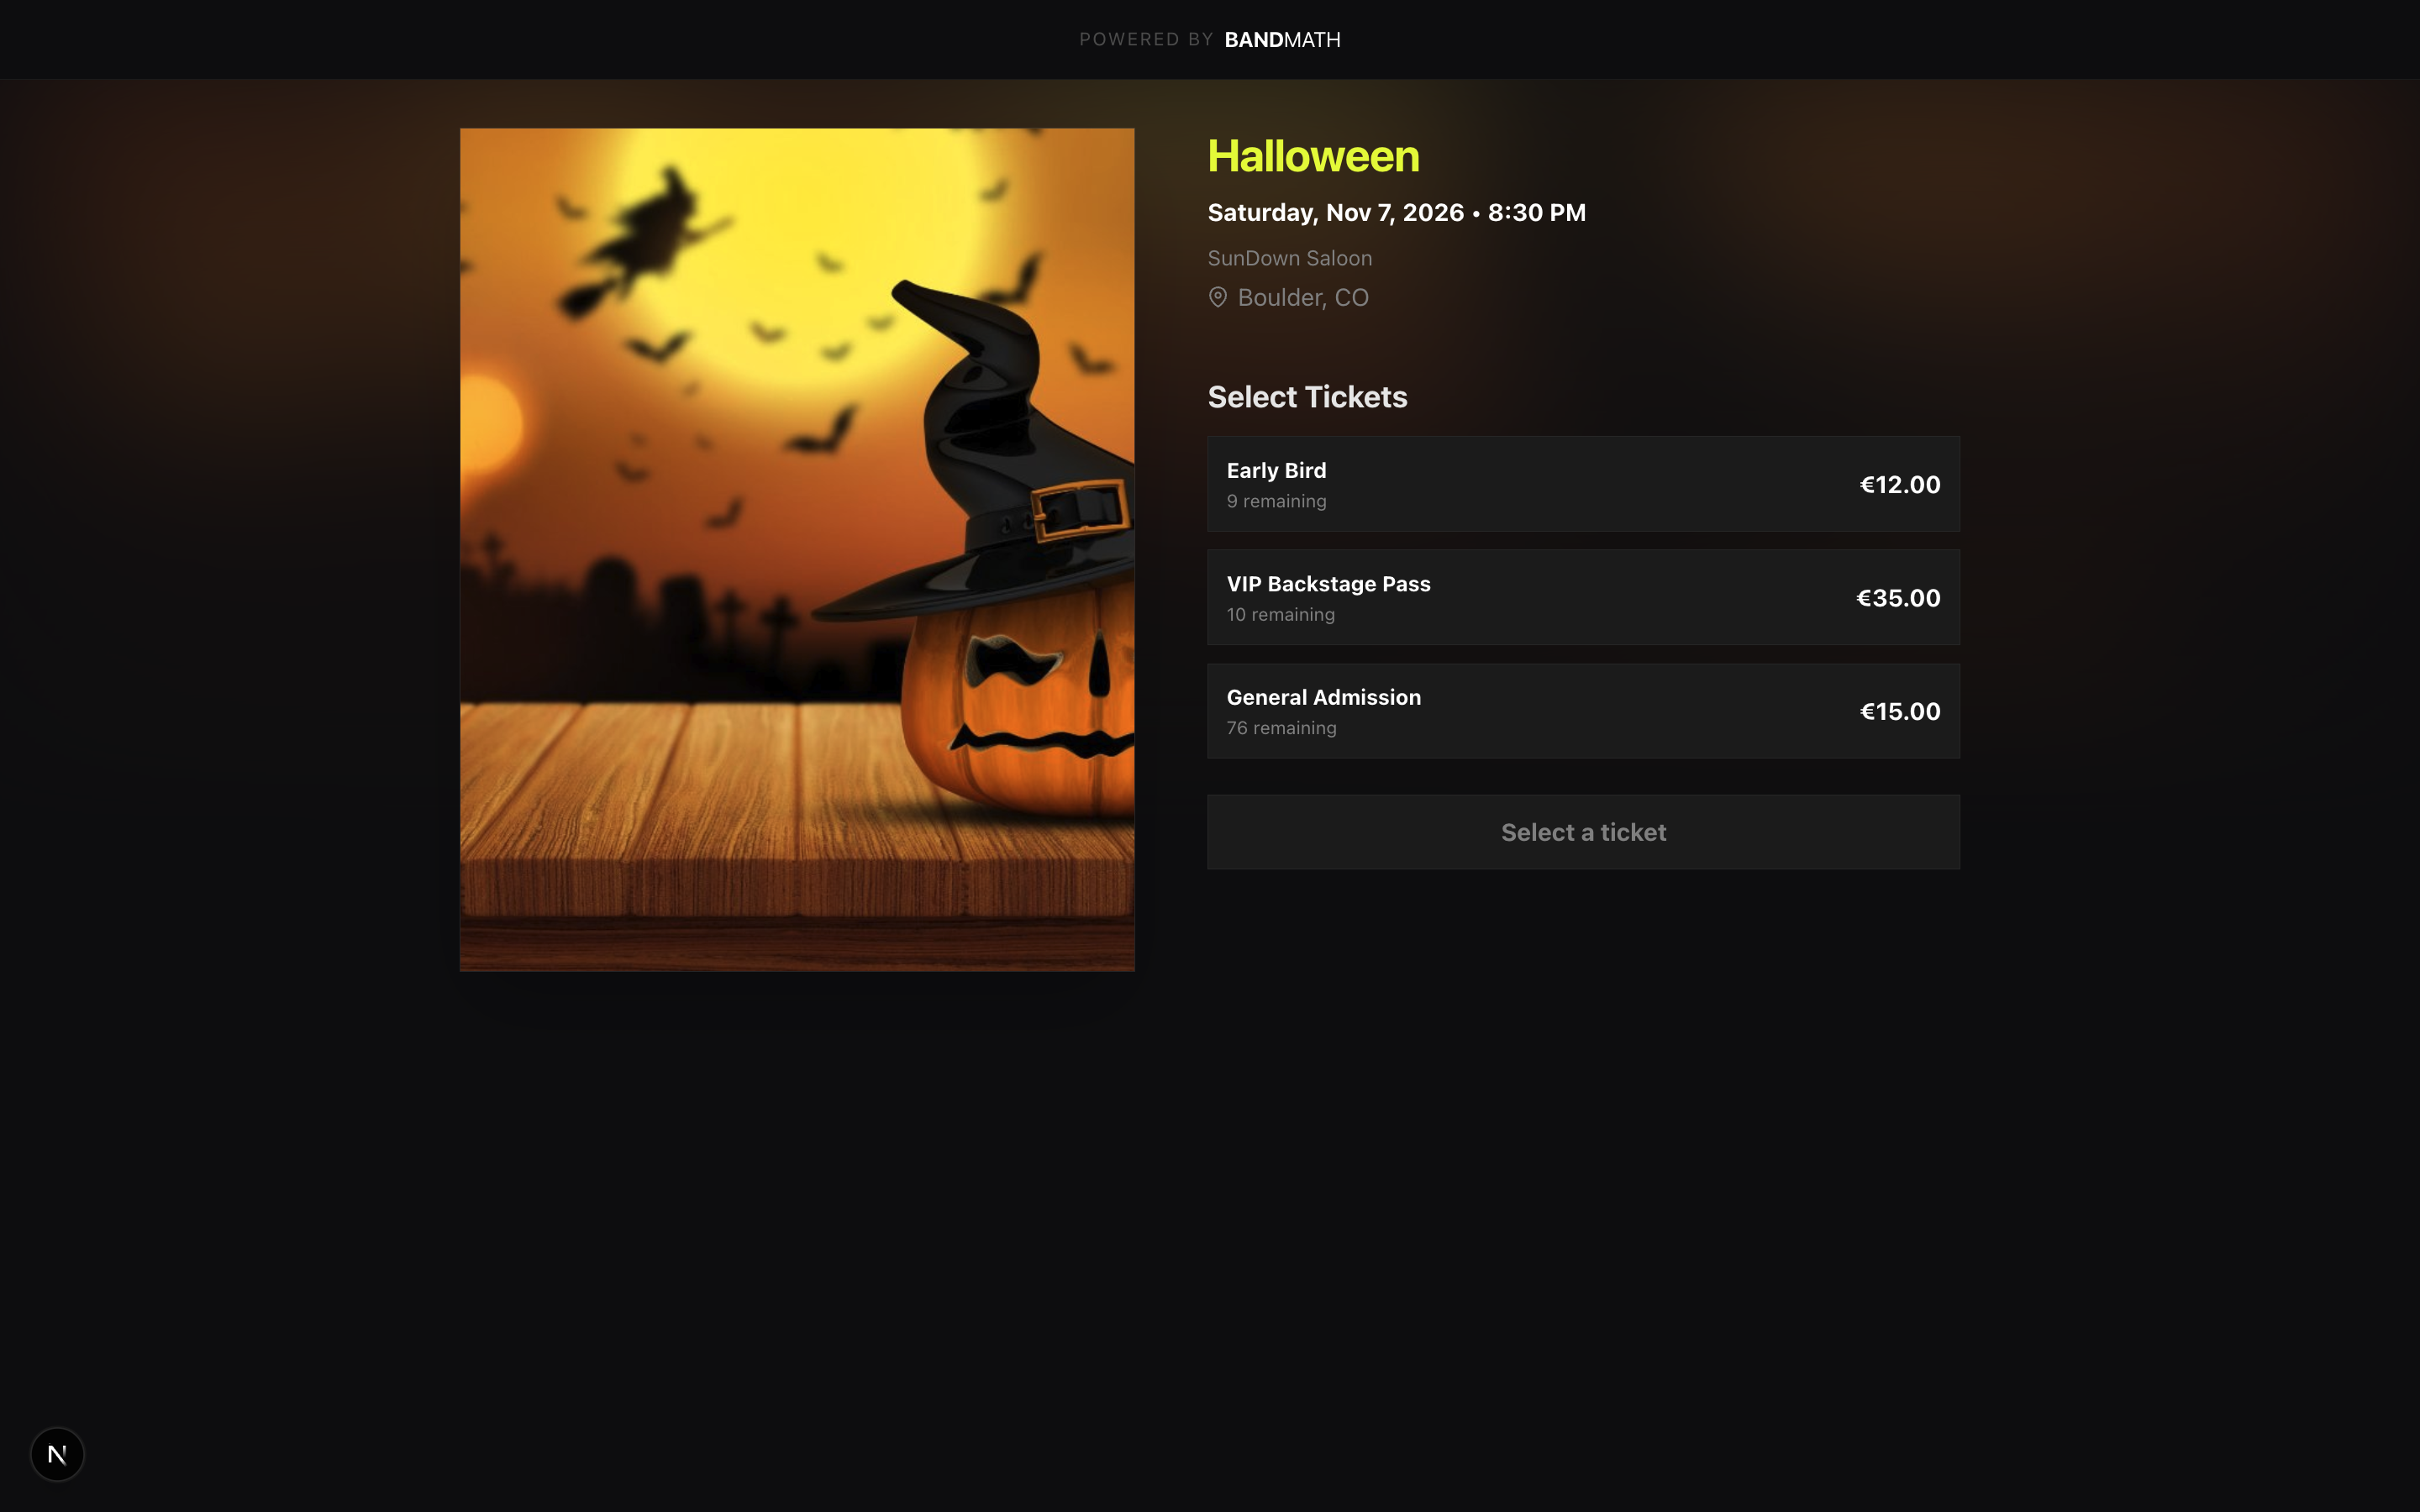 POWERED BY BANDMATH
Halloween
Saturday, Nov 7, 2026 • 8:30 PM
SunDown Saloon
Boulder, CO
Select Tickets
Early Bird
9 remaining
€12.00
VIP Backstage Pass
10 remaining
€35.00
General Admission
76 remaining
€15.00
Select a ticket
N